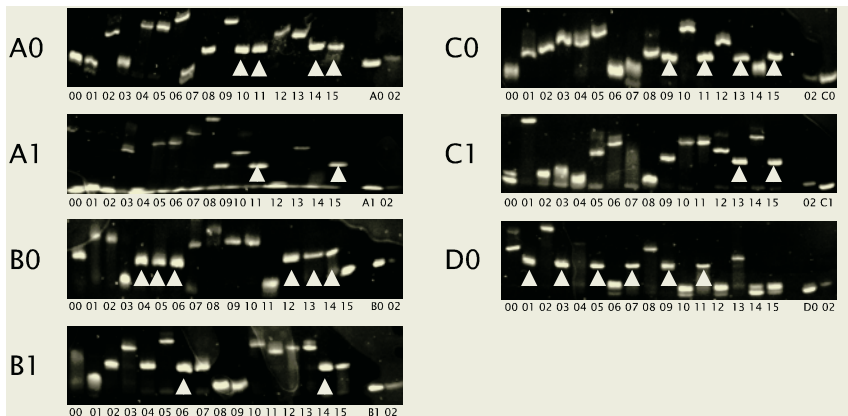 A0
00 01 02 03 04 05 06 07 08 09 10 11 12 13 14 15 A0 02
A1
00 01 02 03 04 05 06 07 08 0910 11 12 13 14 15 A1 02
B0
00 01 02 03 04 05 06 07 08 09 10 11 12 13 14 15 B0 02
B1
00 01 02 03 04 05 06 07 08 09 10 11 12 13 14 15 B1 02
C0
00 01 02 03 04 05 06 07 08 09 10 11 12 13 14 15 02 C0
C1
00 01 02 03 04 05 06 07 08 09 10 11 12 13 14 15 02 C1
D0
00 01 02 03 04 05 06 07 08 09 10 11 12 13 14 15 D0 02